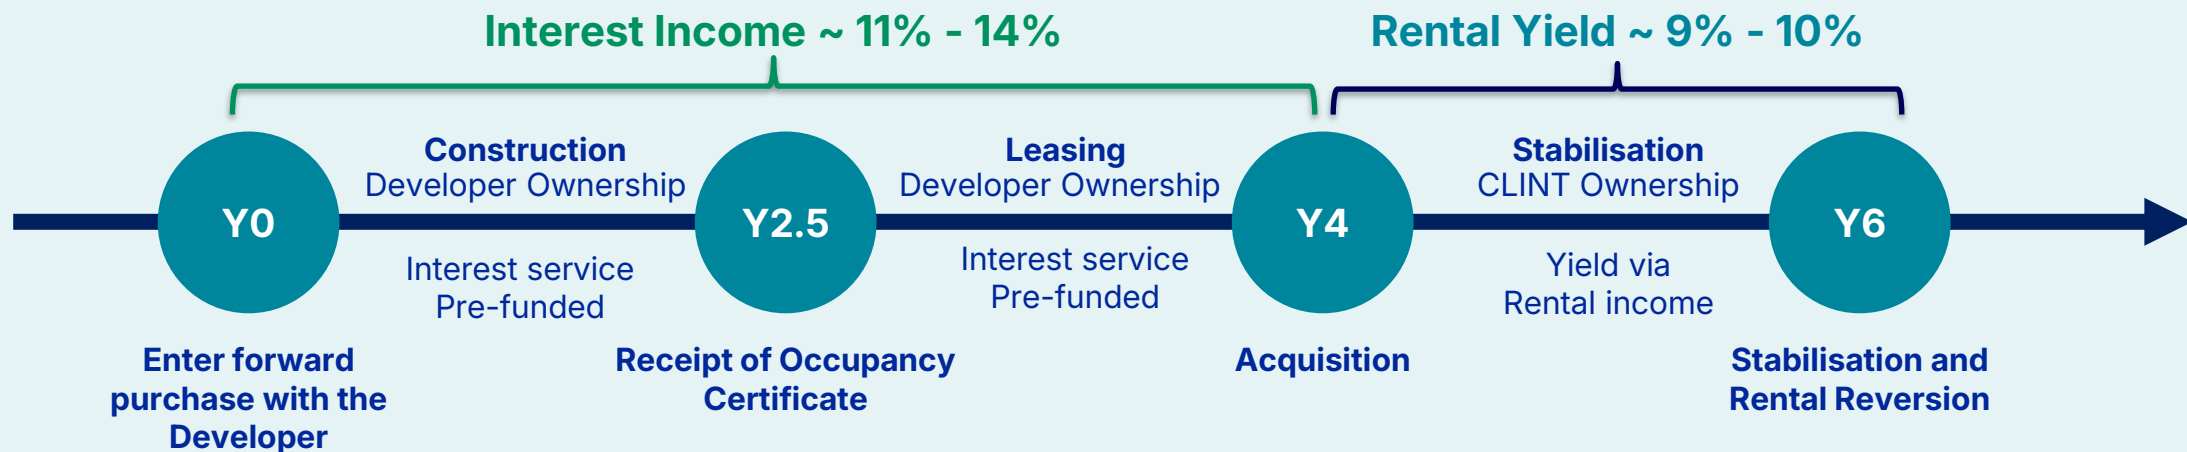 Interest Income ~ 11% - 14%
Rental Yield ~ 9% - 10%
Construction
Developer Ownership
Leasing
Developer Ownership
Stabilisation
CLINT Ownership
Y0
Y2.5
Y4
Y6
Interest service
Pre-funded
Interest service
Pre-funded
Yield via
Rental income
Enter forward
purchase with the
Developer
Receipt of Occupancy
Certificate
Acquisition
Stabilisation and
Rental Reversion